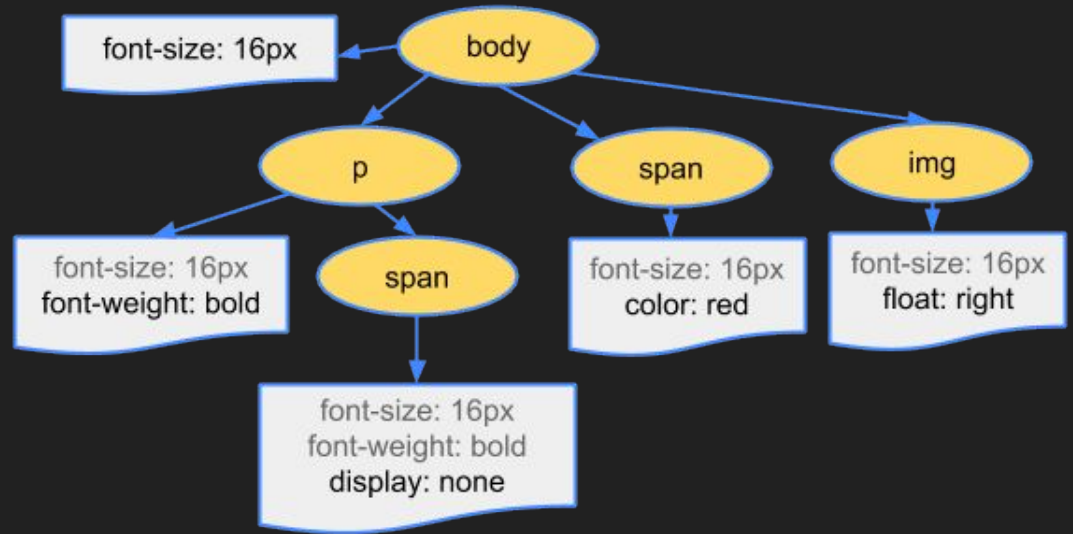 font-size: 16px
body
p
span
img
font-size: 16px
font-weight: bold
span
font-size: 16px
color: red
font-size: 16px
float: right
font-size: 16px
font-weight: bold
display: none